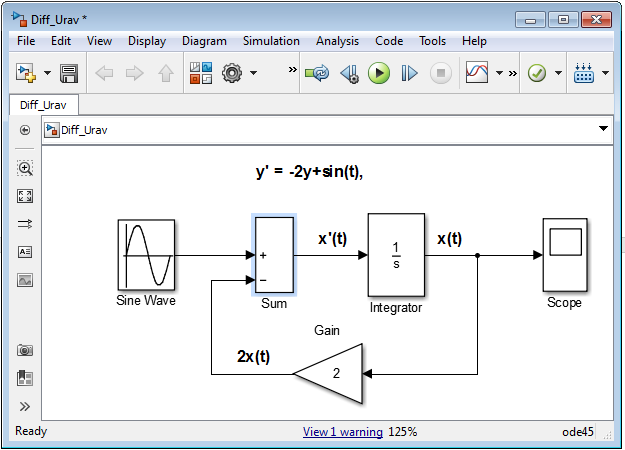 Diff_Urav *
File Edit View Display Diagram Simulation Analysis Code Tools Help
»
»
Diff_Urav
Diff_Urav
y' = -2y+sin(t),
x'(t)
x(t)
+
−
1
s
Sine Wave
Sum
Integrator
Scope
Gain
2x(t)
2
»
Ready View 1 warning 125% ode45